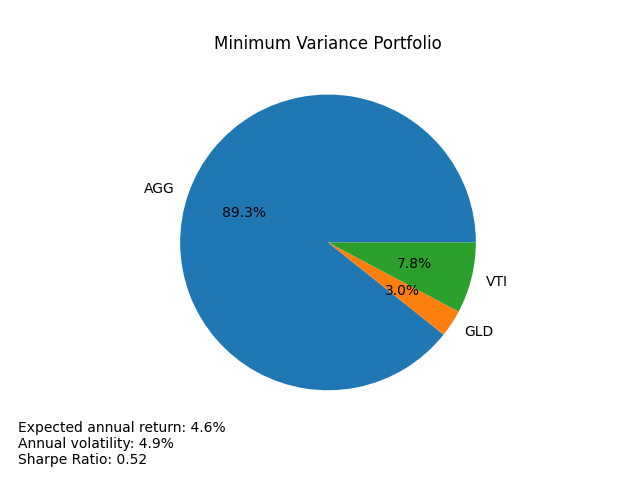 Minimum Variance Portfolio
AGG
89.3%
7.8%
VTI
3.0%
GLD
Expected annual return: 4.6%
Annual volatility: 4.9%
Sharpe Ratio: 0.52